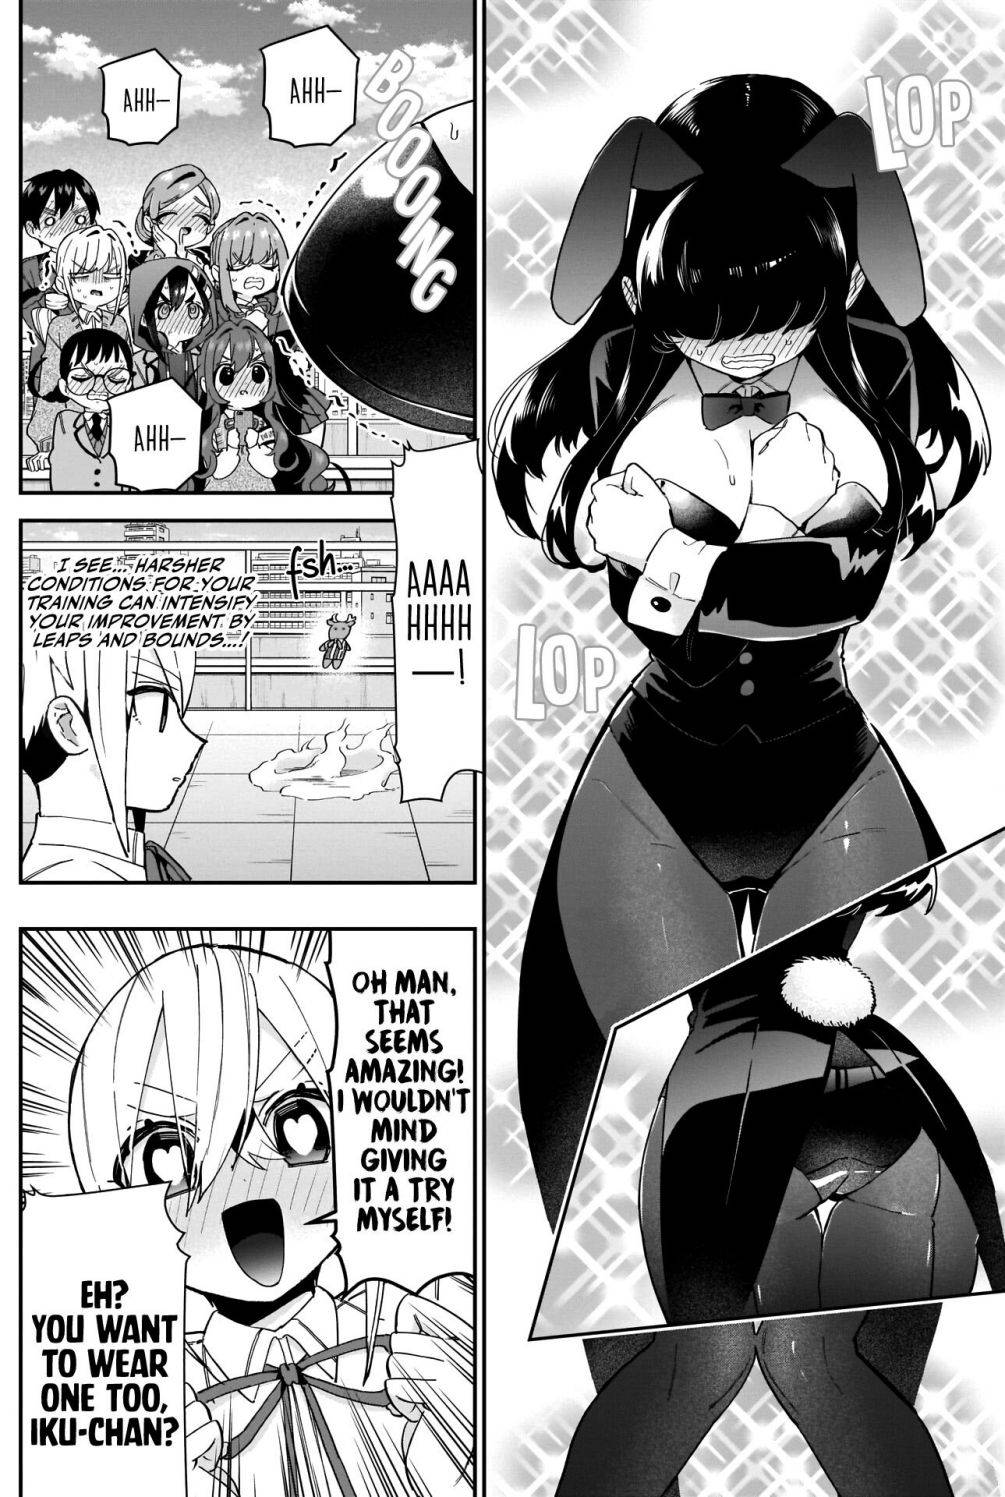 LOP
LOP
BOOOOING
AHH—
AHH—
AHH—
AAAA
HHHH
—!
I SEE... HARSHER
CONDITIONS FOR YOUR
TRAINING CAN INTENSIFY
YOUR IMPROVEMENT BY
LEAPS AND BOUNDS...!
fsh...
OH MAN,
THAT
SEEMS
AMAZING!
I WOULDN'T
MIND
GIVING
IT A TRY
MYSELF!
EH?
YOU WANT
TO WEAR
ONE TOO,
IKU-CHAN?